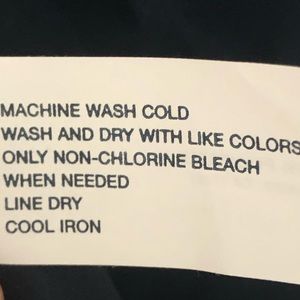 MACHINE WASH COLD
WASH AND DRY WITH LIKE COLORS
ONLY NON-CHLORINE BLEACH
WHEN NEEDED
LINE DRY
COOL IRON